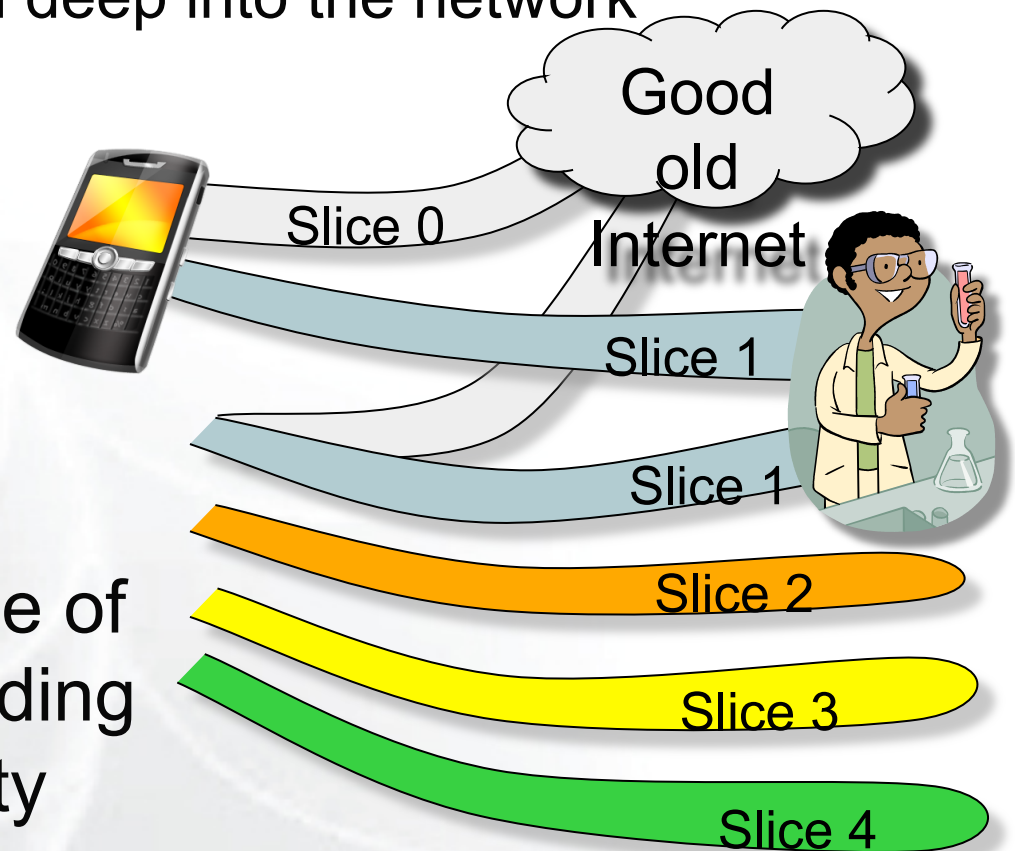 deep into the network
Good
old
Internet
Slice 0
Slice 1
Slice 1
Slice 2
e of
Slice 3
ding
ty
Slice 4